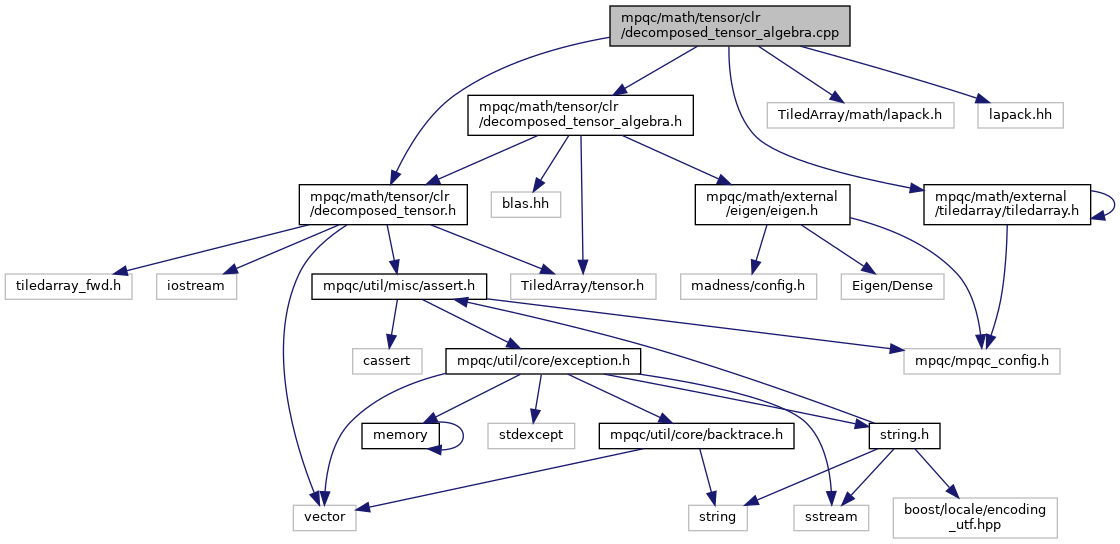 mpqc/math/tensor/clr
/decomposed_tensor_algebra.cpp
mpqc/math/tensor/clr
/decomposed_tensor_algebra.h
TiledArray/math/lapack.h
lapack.hh
mpqc/math/tensor/clr
/decomposed_tensor.h
blas.hh
mpqc/math/external
/eigen/eigen.h
mpqc/math/external
/tiledarray/tiledarray.h
tiledarray_fwd.h
iostream
mpqc/util/misc/assert.h
TiledArray/tensor.h
madness/config.h
Eigen/Dense
cassert
mpqc/util/core/exception.h
mpqc/mpqc_config.h
memory
stdexcept
mpqc/util/core/backtrace.h
string.h
vector
string
sstream
boost/locale/encoding
_utf.hpp